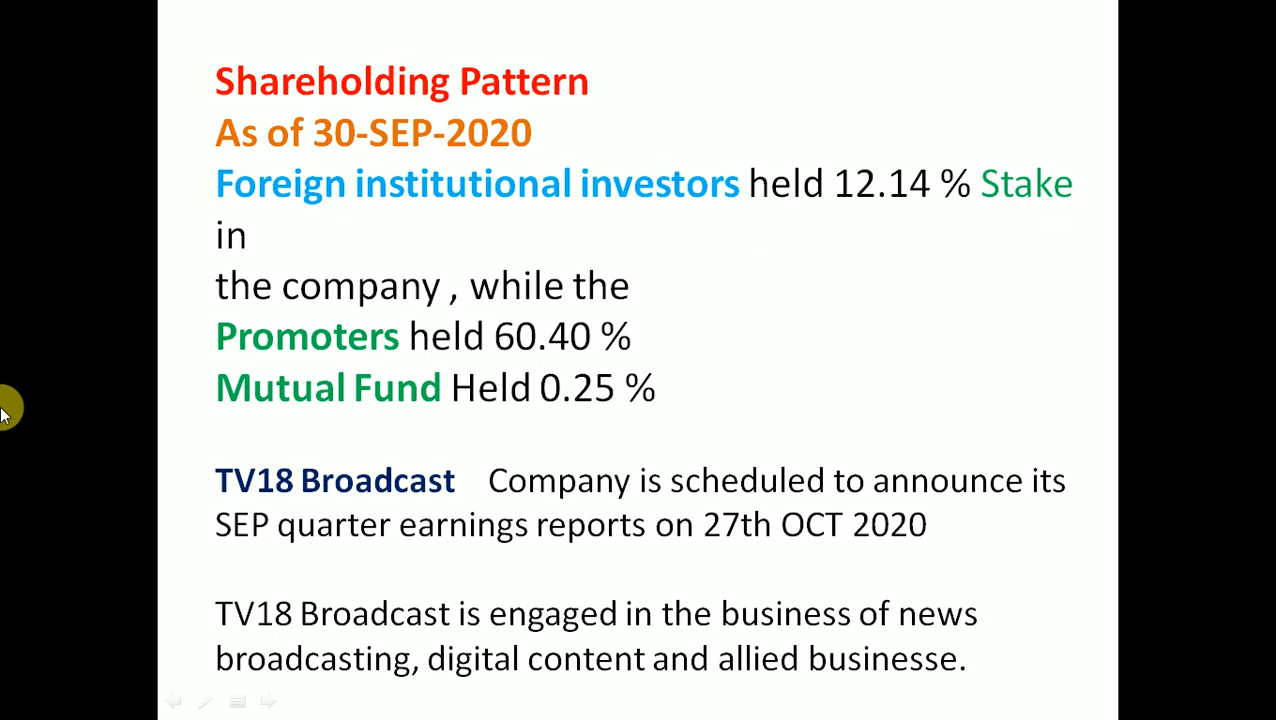 Shareholding Pattern
As of 30-SEP-2020
Foreign institutional investors held 12.14 % Stake
in
the company , while the
Promoters held 60.40 %
Mutual Fund Held 0.25 %
TV18 Broadcast Company is scheduled to announce its
SEP quarter earnings reports on 27th OCT 2020
TV18 Broadcast is engaged in the business of news
broadcasting, digital content and allied businesse.